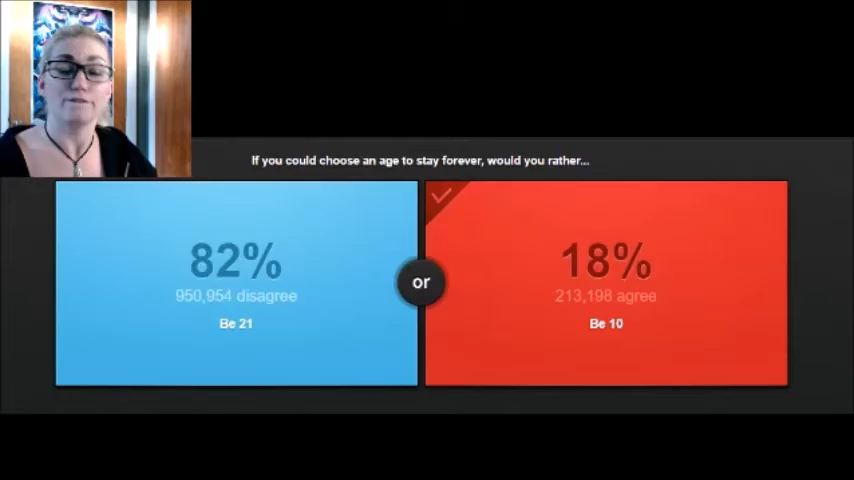 If you could choose an age to stay forever, would you rather...
82%
950,954 disagree
Be 21
or
18%
213,198 agree
Be 10